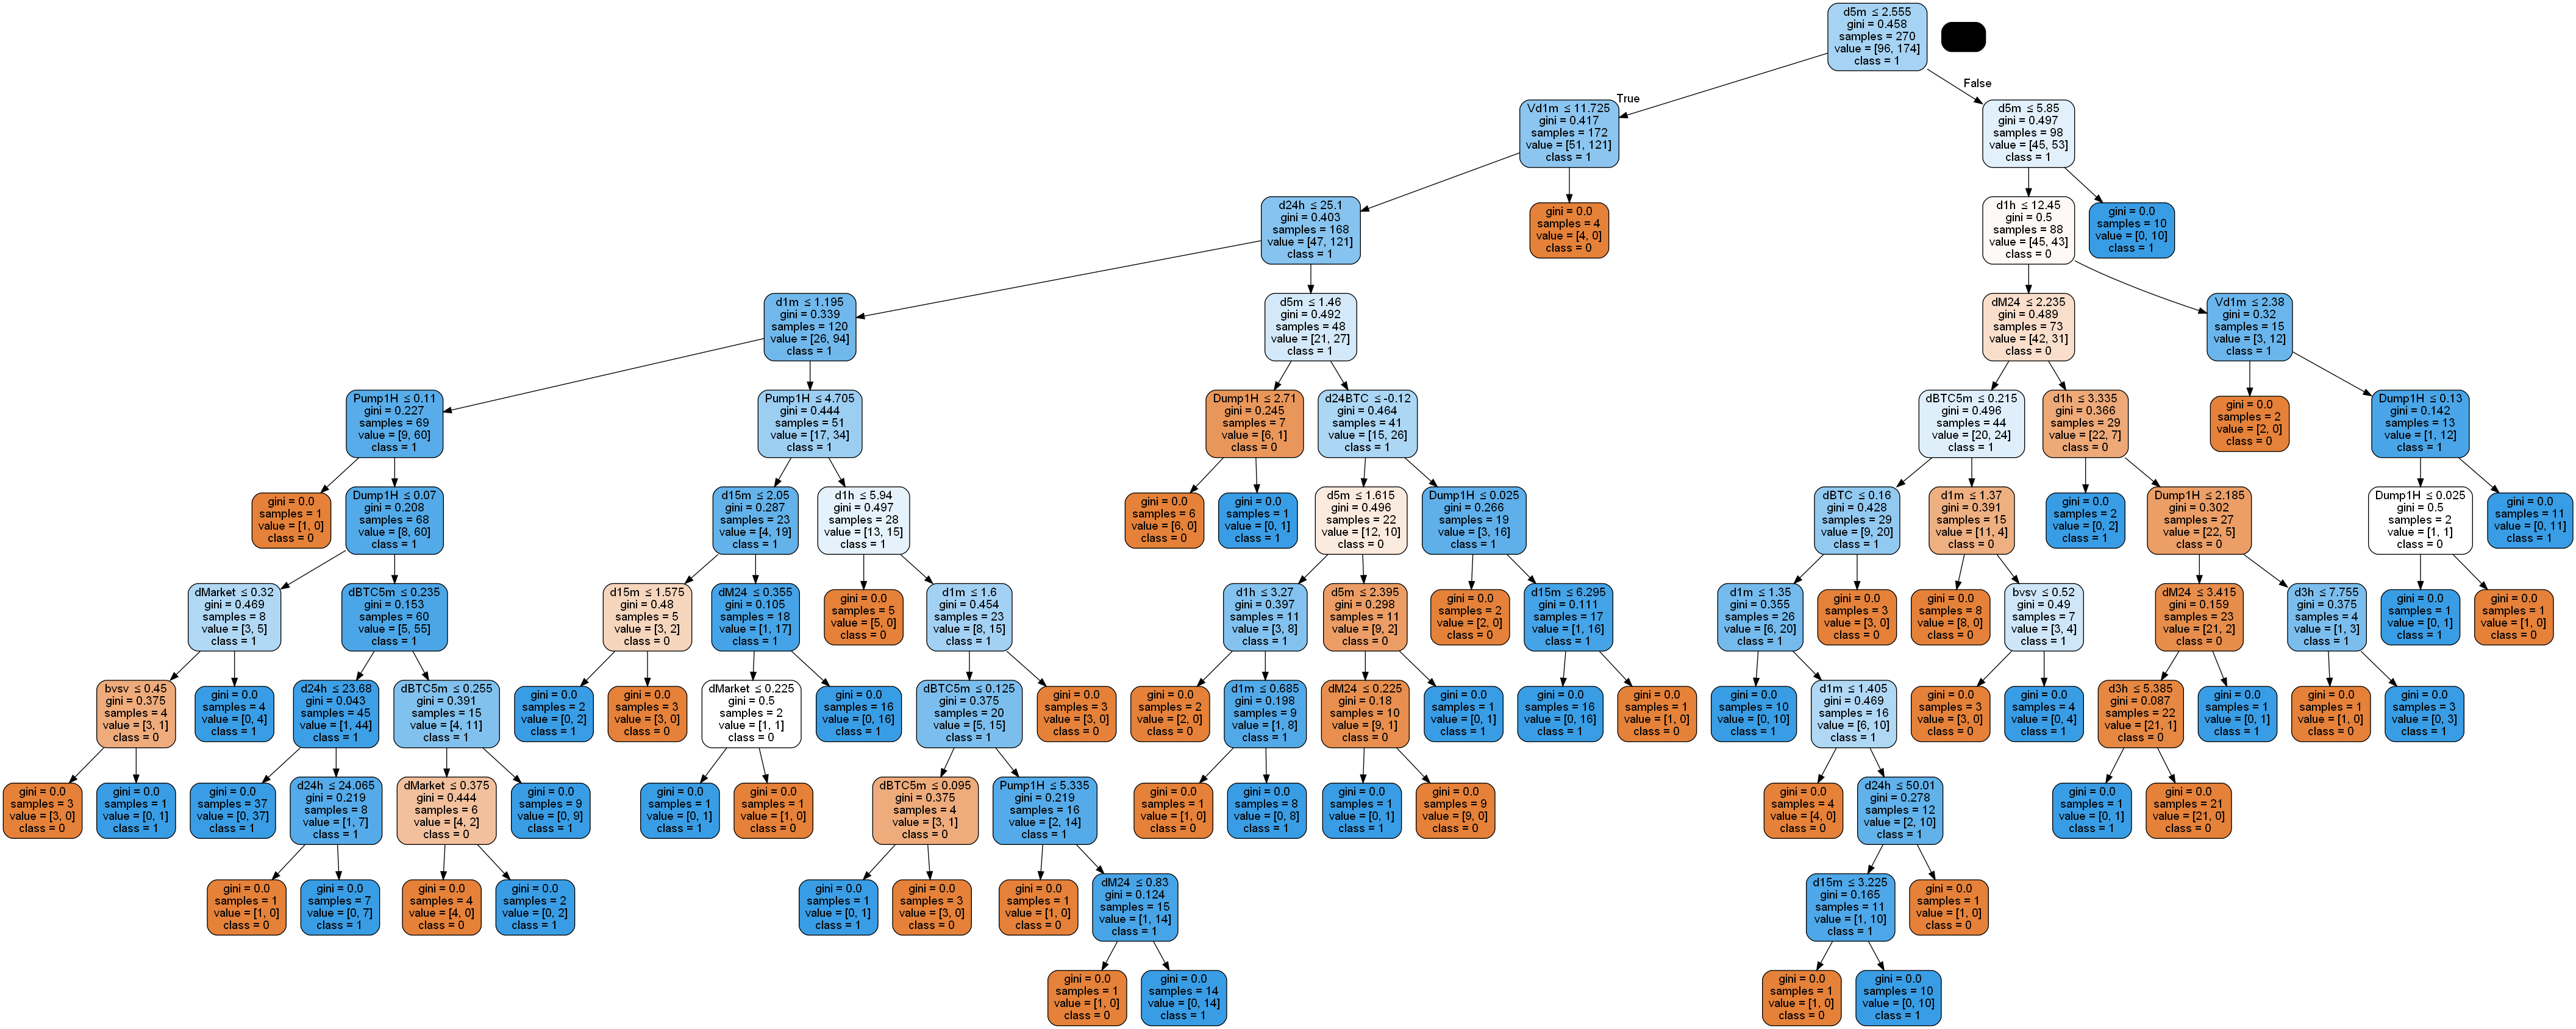 d5m ≤ 2.555
gini = 0.458
samples = 270
value = [96, 174]
class = 1
True
False
Vd1m ≤ 11.725
gini = 0.417
samples = 172
value = [51, 121]
class = 1
d5m ≤ 5.85
gini = 0.497
samples = 98
value = [45, 53]
class = 1
d24h ≤ 25.1
gini = 0.403
samples = 168
value = [47, 121]
class = 1
gini = 0.0
samples = 4
value = [4, 0]
class = 0
d1h ≤ 12.45
gini = 0.5
samples = 88
value = [45, 43]
class = 0
gini = 0.0
samples = 10
value = [0, 10]
class = 1
d1m ≤ 1.195
gini = 0.339
samples = 120
value = [26, 94]
class = 1
d5m ≤ 1.46
gini = 0.492
samples = 48
value = [21, 27]
class = 1
dM24 ≤ 2.235
gini = 0.489
samples = 73
value = [42, 31]
class = 0
Vd1m ≤ 2.38
gini = 0.32
samples = 15
value = [3, 12]
class = 1
Pump1H ≤ 0.11
gini = 0.227
samples = 69
value = [9, 60]
class = 1
Pump1H ≤ 4.705
gini = 0.444
samples = 51
value = [17, 34]
class = 1
Dump1H ≤ 2.71
gini = 0.245
samples = 7
value = [6, 1]
class = 0
d24BTC ≤ -0.12
gini = 0.464
samples = 41
value = [15, 26]
class = 1
dBTC5m ≤ 0.215
gini = 0.496
samples = 44
value = [20, 24]
class = 1
d1h ≤ 3.335
gini = 0.366
samples = 29
value = [22, 7]
class = 0
gini = 0.0
samples = 2
value = [2, 0]
class = 0
Dump1H ≤ 0.13
gini = 0.142
samples = 13
value = [1, 12]
class = 1
gini = 0.0
samples = 1
value = [1, 0]
class = 0
Dump1H ≤ 0.07
gini = 0.208
samples = 68
value = [8, 60]
class = 1
d15m ≤ 2.05
gini = 0.287
samples = 23
value = [4, 19]
class = 1
d1h ≤ 5.94
gini = 0.497
samples = 28
value = [13, 15]
class = 1
gini = 0.0
samples = 6
value = [6, 0]
class = 0
gini = 0.0
samples = 1
value = [0, 1]
class = 1
d5m ≤ 1.615
gini = 0.496
samples = 22
value = [12, 10]
class = 0
Dump1H ≤ 0.025
gini = 0.266
samples = 19
value = [3, 16]
class = 1
dBTC ≤ 0.16
gini = 0.428
samples = 29
value = [9, 20]
class = 1
d1m ≤ 1.37
gini = 0.391
samples = 15
value = [11, 4]
class = 0
gini = 0.0
samples = 2
value = [0, 2]
class = 1
Dump1H ≤ 2.185
gini = 0.302
samples = 27
value = [22, 5]
class = 0
Dump1H ≤ 0.025
gini = 0.5
samples = 2
value = [1, 1]
class = 0
gini = 0.0
samples = 11
value = [0, 11]
class = 1
dMarket ≤ 0.32
gini = 0.469
samples = 8
value = [3, 5]
class = 1
dBTC5m ≤ 0.235
gini = 0.153
samples = 60
value = [5, 55]
class = 1
d15m ≤ 1.575
gini = 0.48
samples = 5
value = [3, 2]
class = 0
dM24 ≤ 0.355
gini = 0.105
samples = 18
value = [1, 17]
class = 1
gini = 0.0
samples = 5
value = [5, 0]
class = 0
d1m ≤ 1.6
gini = 0.454
samples = 23
value = [8, 15]
class = 1
d1h ≤ 3.27
gini = 0.397
samples = 11
value = [3, 8]
class = 1
d5m ≤ 2.395
gini = 0.298
samples = 11
value = [9, 2]
class = 0
gini = 0.0
samples = 2
value = [2, 0]
class = 0
d15m ≤ 6.295
gini = 0.111
samples = 17
value = [1, 16]
class = 1
d1m ≤ 1.35
gini = 0.355
samples = 26
value = [6, 20]
class = 1
gini = 0.0
samples = 3
value = [3, 0]
class = 0
gini = 0.0
samples = 8
value = [8, 0]
class = 0
bvsv ≤ 0.52
gini = 0.49
samples = 7
value = [3, 4]
class = 1
dM24 ≤ 3.415
gini = 0.159
samples = 23
value = [21, 2]
class = 0
d3h ≤ 7.755
gini = 0.375
samples = 4
value = [1, 3]
class = 1
gini = 0.0
samples = 1
value = [0, 1]
class = 1
gini = 0.0
samples = 1
value = [1, 0]
class = 0
bvsv ≤ 0.45
gini = 0.375
samples = 4
value = [3, 1]
class = 0
gini = 0.0
samples = 4
value = [0, 4]
class = 1
d24h ≤ 23.68
gini = 0.043
samples = 45
value = [1, 44]
class = 1
dBTC5m ≤ 0.255
gini = 0.391
samples = 15
value = [4, 11]
class = 1
gini = 0.0
samples = 2
value = [0, 2]
class = 1
gini = 0.0
samples = 3
value = [3, 0]
class = 0
dMarket ≤ 0.225
gini = 0.5
samples = 2
value = [1, 1]
class = 0
gini = 0.0
samples = 16
value = [0, 16]
class = 1
dBTC5m ≤ 0.125
gini = 0.375
samples = 20
value = [5, 15]
class = 1
gini = 0.0
samples = 3
value = [3, 0]
class = 0
gini = 0.0
samples = 2
value = [2, 0]
class = 0
d1m ≤ 0.685
gini = 0.198
samples = 9
value = [1, 8]
class = 1
dM24 ≤ 0.225
gini = 0.18
samples = 10
value = [9, 1]
class = 0
gini = 0.0
samples = 1
value = [0, 1]
class = 1
gini = 0.0
samples = 16
value = [0, 16]
class = 1
gini = 0.0
samples = 1
value = [1, 0]
class = 0
gini = 0.0
samples = 10
value = [0, 10]
class = 1
d1m ≤ 1.405
gini = 0.469
samples = 16
value = [6, 10]
class = 1
gini = 0.0
samples = 3
value = [3, 0]
class = 0
gini = 0.0
samples = 4
value = [0, 4]
class = 1
d3h ≤ 5.385
gini = 0.087
samples = 22
value = [21, 1]
class = 0
gini = 0.0
samples = 1
value = [0, 1]
class = 1
gini = 0.0
samples = 1
value = [1, 0]
class = 0
gini = 0.0
samples = 3
value = [0, 3]
class = 1
gini = 0.0
samples = 3
value = [3, 0]
class = 0
gini = 0.0
samples = 1
value = [0, 1]
class = 1
gini = 0.0
samples = 37
value = [0, 37]
class = 1
d24h ≤ 24.065
gini = 0.219
samples = 8
value = [1, 7]
class = 1
dMarket ≤ 0.375
gini = 0.444
samples = 6
value = [4, 2]
class = 0
gini = 0.0
samples = 9
value = [0, 9]
class = 1
gini = 0.0
samples = 1
value = [0, 1]
class = 1
gini = 0.0
samples = 1
value = [1, 0]
class = 0
dBTC5m ≤ 0.095
gini = 0.375
samples = 4
value = [3, 1]
class = 0
Pump1H ≤ 5.335
gini = 0.219
samples = 16
value = [2, 14]
class = 1
gini = 0.0
samples = 1
value = [1, 0]
class = 0
gini = 0.0
samples = 8
value = [0, 8]
class = 1
gini = 0.0
samples = 1
value = [0, 1]
class = 1
gini = 0.0
samples = 9
value = [9, 0]
class = 0
gini = 0.0
samples = 4
value = [4, 0]
class = 0
d24h ≤ 50.01
gini = 0.278
samples = 12
value = [2, 10]
class = 1
gini = 0.0
samples = 1
value = [0, 1]
class = 1
gini = 0.0
samples = 21
value = [21, 0]
class = 0
gini = 0.0
samples = 1
value = [1, 0]
class = 0
gini = 0.0
samples = 7
value = [0, 7]
class = 1
gini = 0.0
samples = 4
value = [4, 0]
class = 0
gini = 0.0
samples = 2
value = [0, 2]
class = 1
gini = 0.0
samples = 1
value = [0, 1]
class = 1
gini = 0.0
samples = 3
value = [3, 0]
class = 0
gini = 0.0
samples = 1
value = [1, 0]
class = 0
dM24 ≤ 0.83
gini = 0.124
samples = 15
value = [1, 14]
class = 1
d15m ≤ 3.225
gini = 0.165
samples = 11
value = [1, 10]
class = 1
gini = 0.0
samples = 1
value = [1, 0]
class = 0
gini = 0.0
samples = 1
value = [1, 0]
class = 0
gini = 0.0
samples = 14
value = [0, 14]
class = 1
gini = 0.0
samples = 1
value = [1, 0]
class = 0
gini = 0.0
samples = 10
value = [0, 10]
class = 1